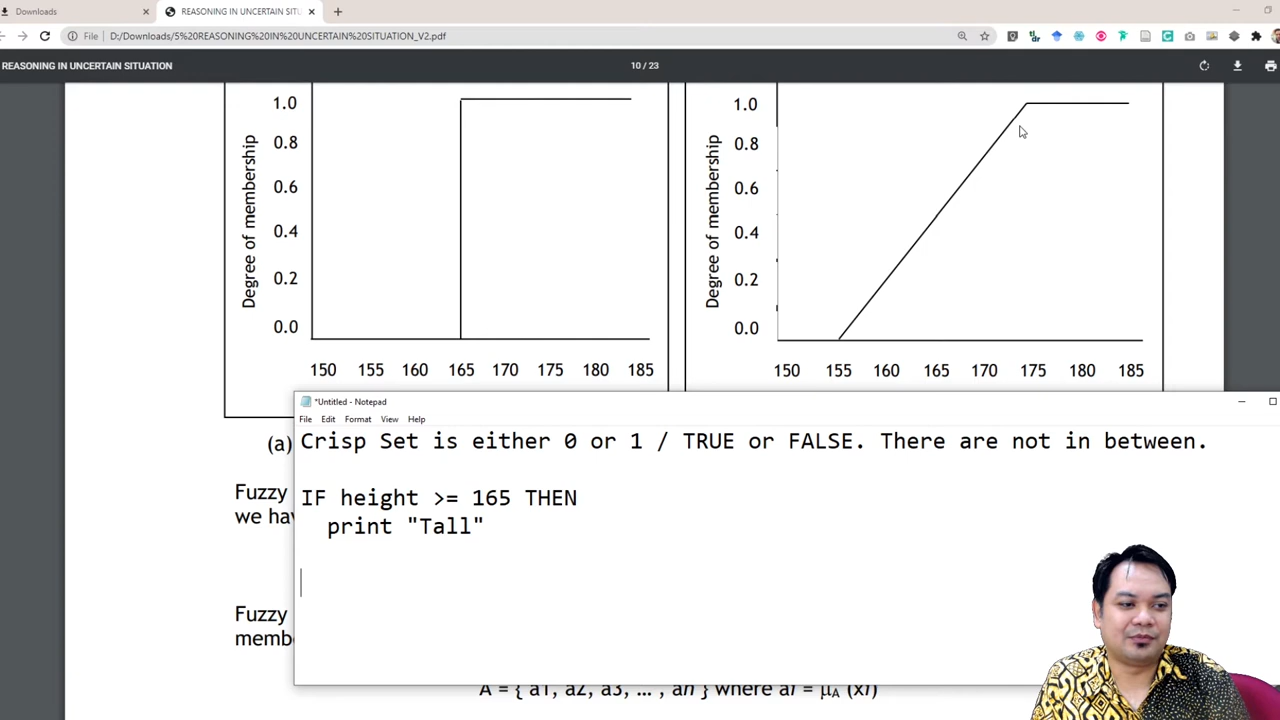 Downloads
REASONING IN UNCERTAIN SITU
File D:/Downloads/5%20REASONING%20IN%20UNCERTAIN%20SITUATION_V2.pdf
REASONING IN UNCERTAIN SITUATION
10 / 23
Degree of membership
1.0
0.8
0.6
0.4
0.2
0.0
150 155 160 165 170 175 180 185
Degree of membership
1.0
0.8
0.6
0.4
0.2
0.0
150 155 160 165 170 175 180 185
(a)
Fuzzy
we hav
Fuzzy
membe
*Untitled - Notepad
File Edit Format View Help
Crisp Set is either 0 or 1 / TRUE or FALSE. There are not in between.
IF height >= 165 THEN
print "Tall"
A = { a1, a2, a3, ... , an } where ai = μA (xi)